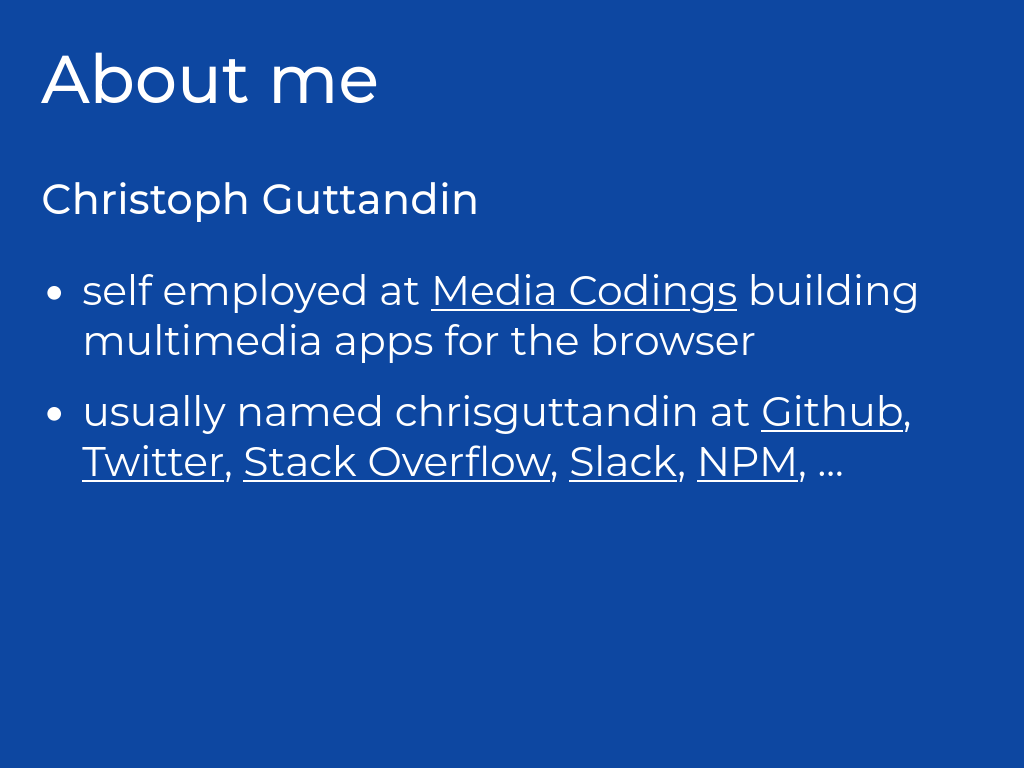 About me
Christoph Guttandin
• self employed at Media Codings building
multimedia apps for the browser
• usually named chrisguttandin at Github,
Twitter, Stack Overflow, Slack, NPM, ...